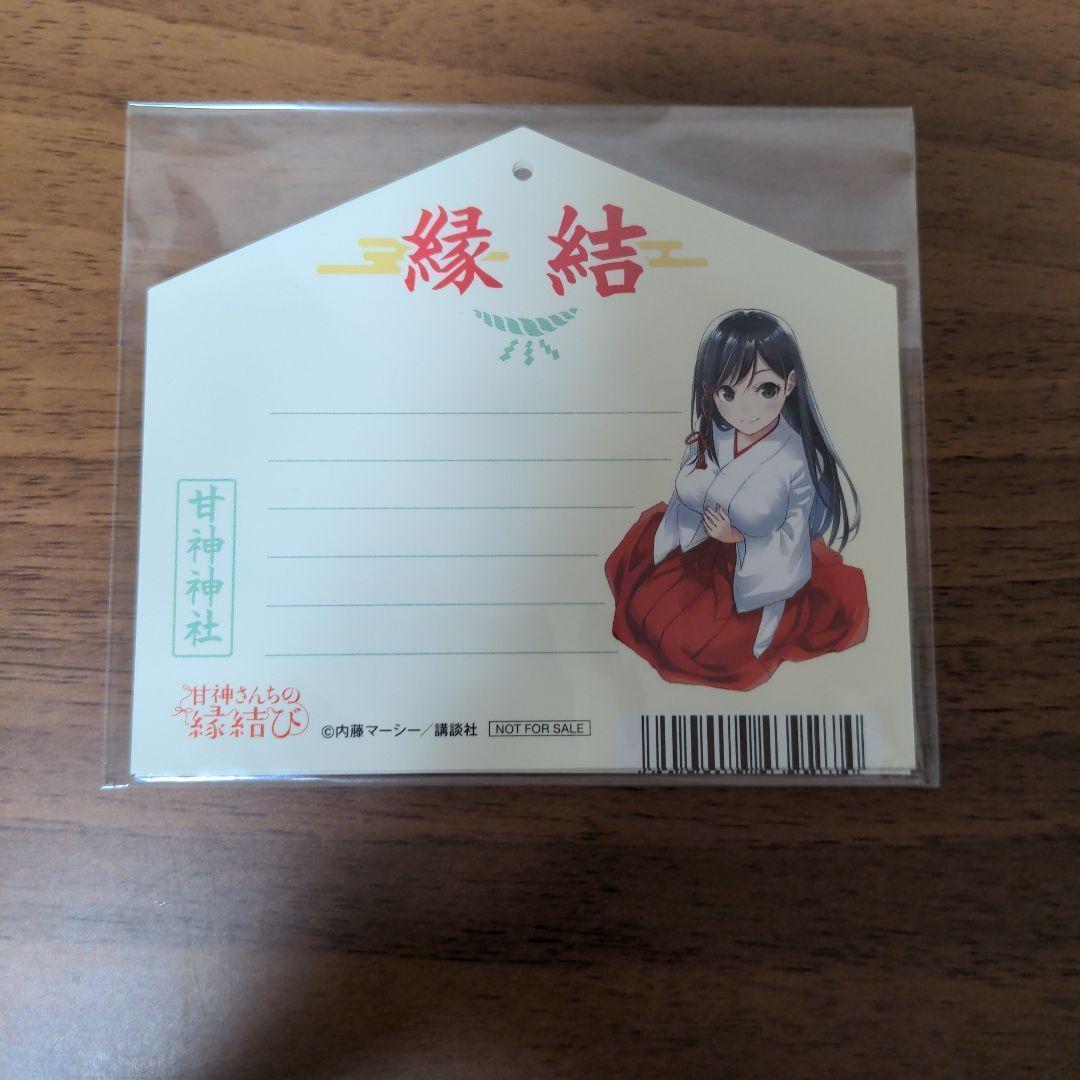 縁 結
甘神神社
甘神さんちの
縁結び
©内藤マーシー／講談社
NOT FOR SALE